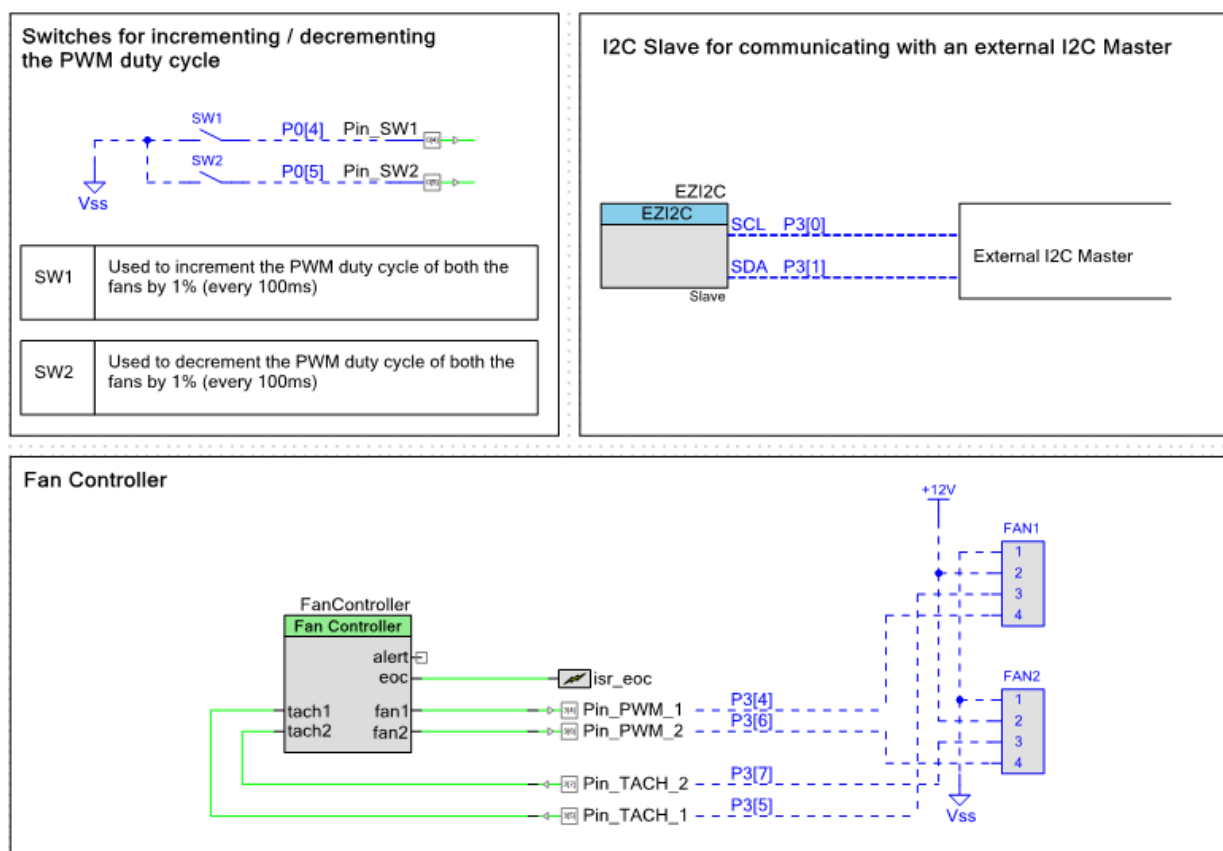 Switches for incrementing / decrementing
the PWM duty cycle
SW1 P0[4] Pin_SW1
SW2 P0[5] Pin_SW2
Vss
SW1 Used to increment the PWM duty cycle of both the
fans by 1% (every 100ms)
SW2 Used to decrement the PWM duty cycle of both the
fans by 1% (every 100ms)
I2C Slave for communicating with an external I2C Master
EZI2C
EZI2C
SCL P3[0]
SDA P3[1]
Slave
External I2C Master
Fan Controller
FanController
Fan Controller
alert
eoc
tach1 fan1
tach2 fan2
isr_eoc
Pin_PWM_1 P3[4]
Pin_PWM_2 P3[6]
Pin_TACH_2 P3[7]
Pin_TACH_1 P3[5]
+12V
FAN1
1
2
3
4
FAN2
1
2
3
4
Vss